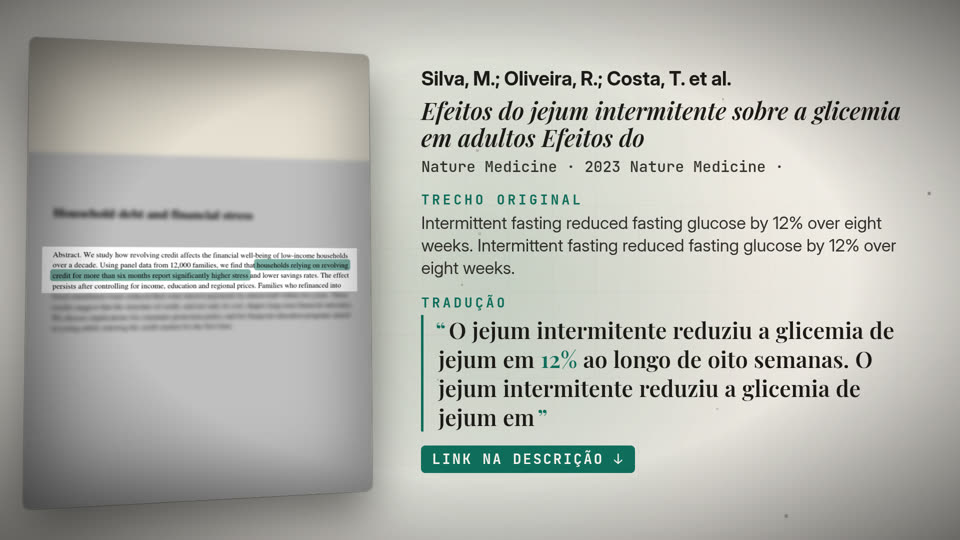 Household debt and financial stress
Abstract. We study how revolving credit affects the financial well-being of low-income households
over a decade. Using panel data from 12,000 families, we find that households relying on revolving
credit for more than six months report significantly higher stress and lower savings rates. The effect
persists after controlling for income, education and regional prices. Families who refinanced into
Silva, M.; Oliveira, R.; Costa, T. et al.
Efeitos do jejum intermitente sobre a glicemia
em adultos Efeitos do
Nature Medicine · 2023 Nature Medicine ·
TRECHO ORIGINAL
Intermittent fasting reduced fasting glucose by 12% over eight
weeks. Intermittent fasting reduced fasting glucose by 12% over
eight weeks.
TRADUÇÃO
“O jejum intermitente reduziu a glicemia de
jejum em 12% ao longo de oito semanas. O
jejum intermitente reduziu a glicemia de
jejum em”
LINK NA DESCRIÇÃO ↓